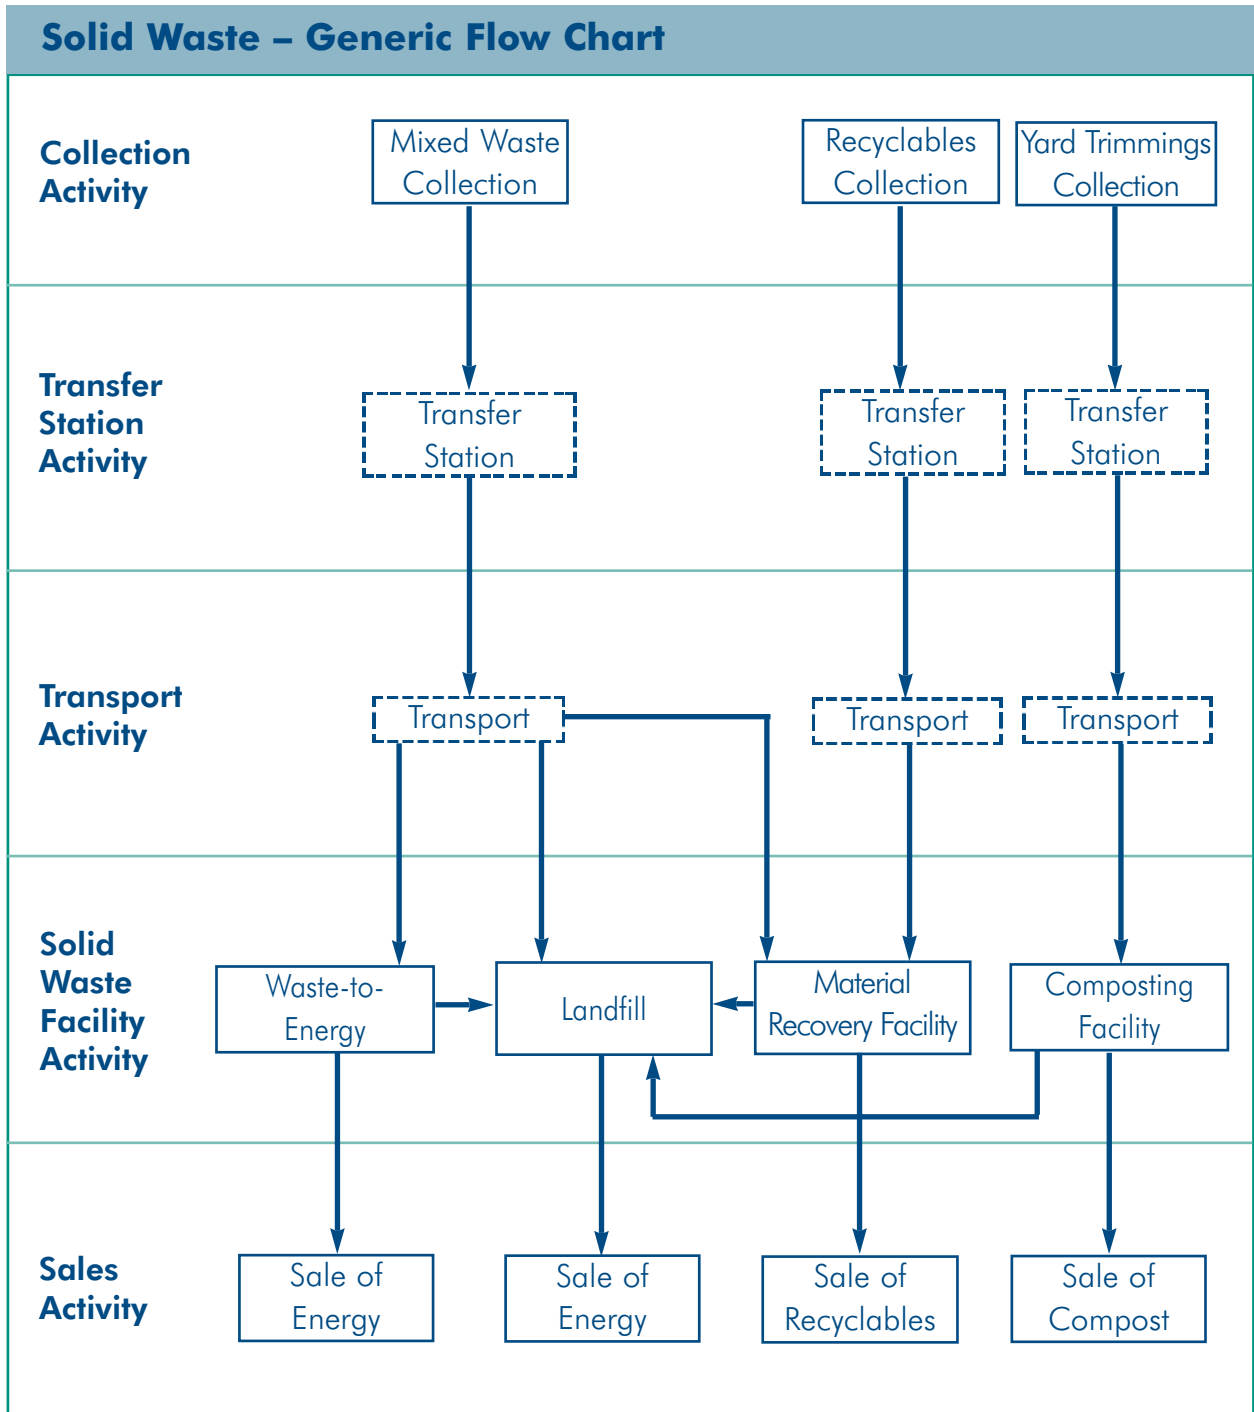 Solid Waste – Generic Flow Chart
Collection
Activity
Mixed Waste
Collection
Recyclables
Collection
Yard Trimmings
Collection
Transfer
Station
Activity
Transfer
Station
Transfer
Station
Transfer
Station
Transport
Activity
Transport
Transport
Transport
Solid
Waste
Facility
Activity
Waste-to-
Energy
Landfill
Material
Recovery Facility
Composting
Facility
Sales
Activity
Sale of
Energy
Sale of
Energy
Sale of
Recyclables
Sale of
Compost